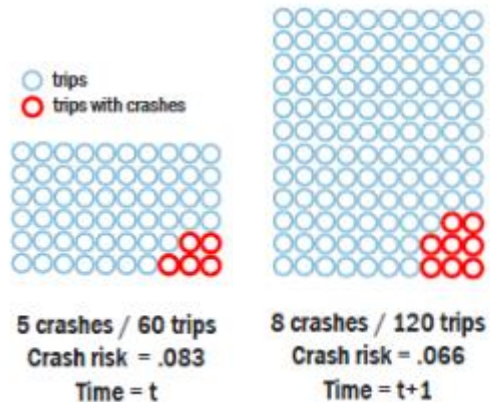 trips
trips with crashes
5 crashes / 60 trips
Crash risk = .083
Time = t
8 crashes / 120 trips
Crash risk = .066
Time = t+1